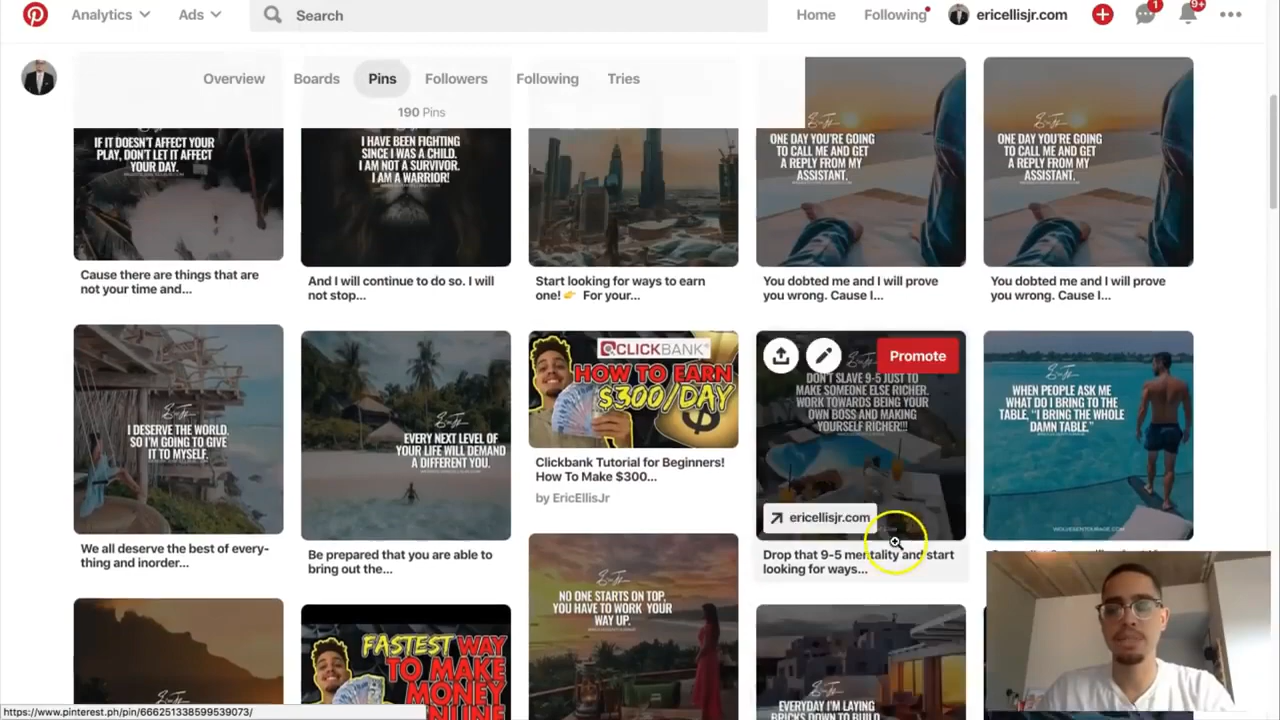 Analytics
Ads
Search
Home
Following
ericellisjr.com
1
9+
Overview
Boards
Pins
Followers
Following
Tries
190 Pins
IF IT DOESN'T AFFECT YOUR
PLAY, DON'T LET IT AFFECT
YOUR DAY.
Cause there are things that are
not your time and...
I HAVE BEEN FIGHTING
SINCE I WAS A CHILD.
I AM NOT A SURVIVOR.
I AM A WARRIOR!
And I will continue to do so. I will
not stop...
Start looking for ways to earn
one! 👉 For your...
ONE DAY YOU'RE GOING
TO CALL ME AND GET
A REPLY FROM MY
ASSISTANT.
You dobted me and I will prove
you wrong. Cause I...
ONE DAY YOU'RE GOING
TO CALL ME AND GET
A REPLY FROM MY
ASSISTANT.
You dobted me and I will prove
you wrong. Cause I...
I DESERVE THE WORLD,
SO I'M GOING TO GIVE
IT TO MYSELF.
We all deserve the best of every-
thing and inorder...
EVERY NEXT LEVEL OF
YOUR LIFE WILL DEMAND
A DIFFERENT YOU.
Be prepared that you are able to
bring out the...
CLICKBANK
HOW TO EARN
$300/DAY
Clickbank Tutorial for Beginners!
How To Make $300...
by EricEllisJr
Promote
DON'T SLAVE 9-5 JUST TO
MAKE SOMEONE ELSE RICHER.
WORK TOWARDS BEING YOUR
OWN BOSS AND MAKING
YOURSELF RICHER!!!
ericellisjr.com
Drop that 9-5 mentality and start
looking for ways...
WHEN PEOPLE ASK ME
WHAT DO I BRING TO THE
TABLE, "I BRING THE WHOLE
DAMN TABLE."
FASTEST WAY
TO MAKE
MONEY
ONLINE
NO ONE STARTS ON TOP,
YOU HAVE TO WORK YOUR
WAY UP.
EVERYDAY I'M LAYING
BRICKS DOWN TO BUILD
https://www.pinterest.ph/pin/666251338599539073/